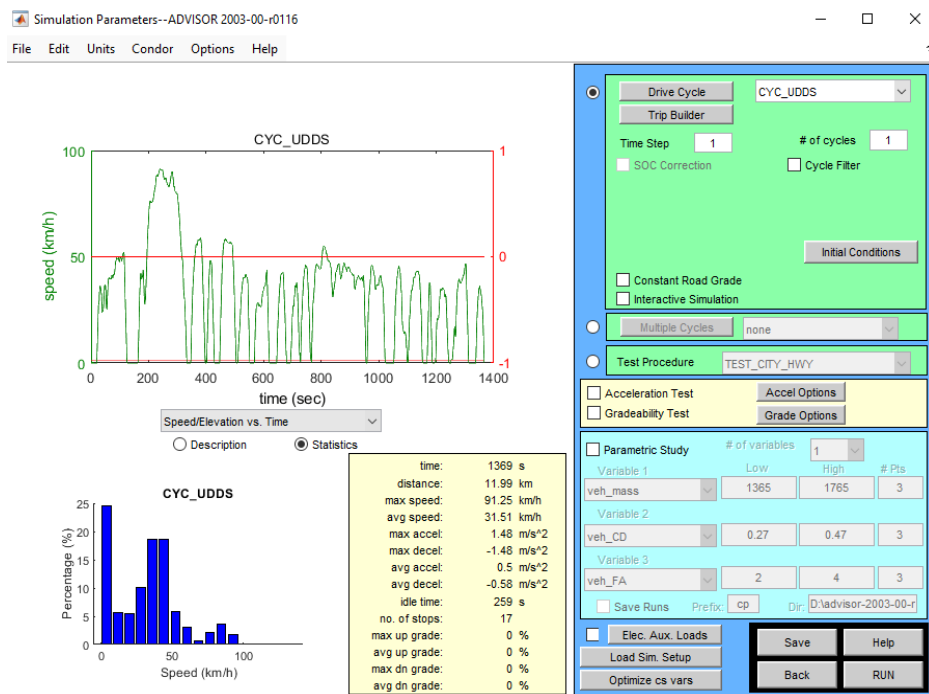 Simulation Parameters--ADVISOR 2003-00-r0116
File Edit Units Condor Options Help
CYC_UDDS
100
50
0
1
0
-1
speed (km/h)
0 200 400 600 800 1000 1200 1400
time (sec)
Speed/Elevation vs. Time
Description Statistics
CYC_UDDS
25
20
15
10
5
0
Percentage (%)
0 50 100
Speed (km/h)
time: 1369 s
distance: 11.99 km
max speed: 91.25 km/h
avg speed: 31.51 km/h
max accel: 1.48 m/s^2
max decel: -1.48 m/s^2
avg accel: 0.5 m/s^2
avg decel: -0.58 m/s^2
idle time: 259 s
no. of stops: 17
max up grade: 0 %
avg up grade: 0 %
max dn grade: 0 %
avg dn grade: 0 %
Drive Cycle CYC_UDDS
Trip Builder
Time Step 1 # of cycles 1
SOC Correction Cycle Filter
Initial Conditions
Constant Road Grade
Interactive Simulation
Multiple Cycles none
Test Procedure TEST_CITY_HWY
Acceleration Test Accel Options
Gradeability Test Grade Options
Parametric Study # of variables 1
Variable 1 Low High # Pts
veh_mass 1365 1765 3
Variable 2
veh_CD 0.27 0.47 3
Variable 3
veh_FA 2 4 3
Save Runs Prefix: cp Dir: D:\advisor-2003-00-r
Elec. Aux. Loads
Load Sim. Setup
Optimize cs vars
Save Help
Back RUN